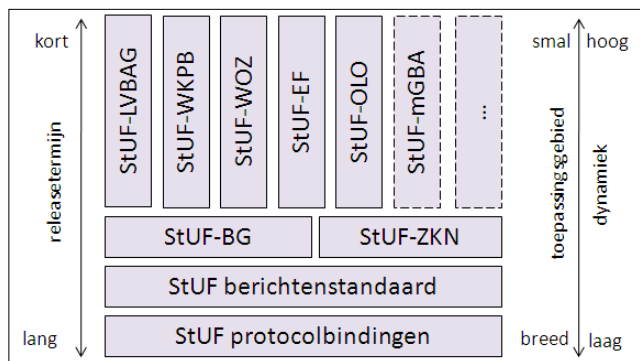 kort
releasetermijn
lang
StUF-LVBAG
StUF-WKPB
StUF-WOZ
StUF-EF
StUF-OLO
StUF-mGBA
...
StUF-BG
StUF-ZKN
StUF berichtenstandaard
StUF protocolbindingen
smal
hoog
toepassingsgebied
dynamiek
breed
laag